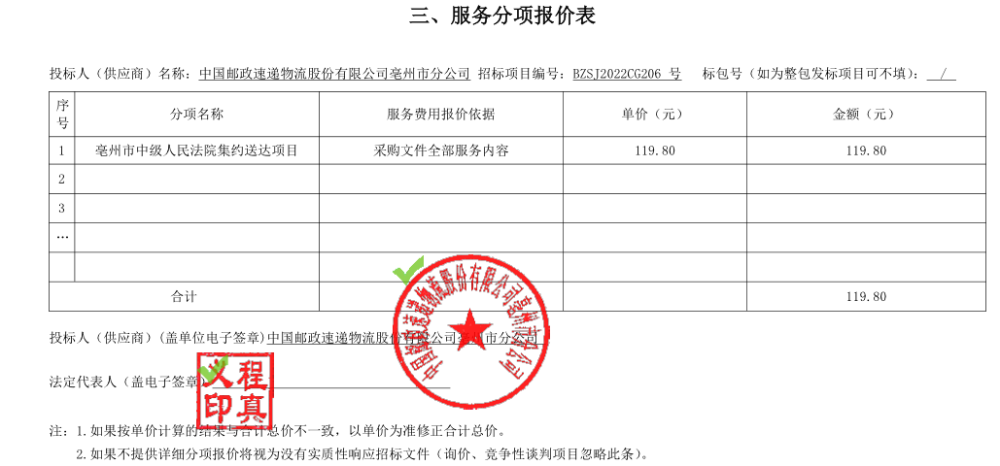 三、服务分项报价表
投标人（供应商）名称：中国邮政速递物流股份有限公司亳州市分公司 招标项目编号：BZSJ2022CG206 号 标包号（如为整包发标项目可不填）： /
序号 分项名称 服务费用报价依据 单价（元） 金额（元）
1 亳州市中级人民法院集约送达项目 采购文件全部服务内容 119.80 119.80
2
3
…
合计 119.80
中国邮政速递物流股份有限公司亳州市分公司
投标人（供应商）(盖单位电子签章)中国邮政速递物流股份有限公司亳州市分公司
法定代表人（盖电子签章）
程真义印
注：1.如果按单价计算的结果与合计总价不一致，以单价为准修正合计总价。
2.如果不提供详细分项报价将视为没有实质性响应招标文件（询价、竞争性谈判项目忽略此条）。